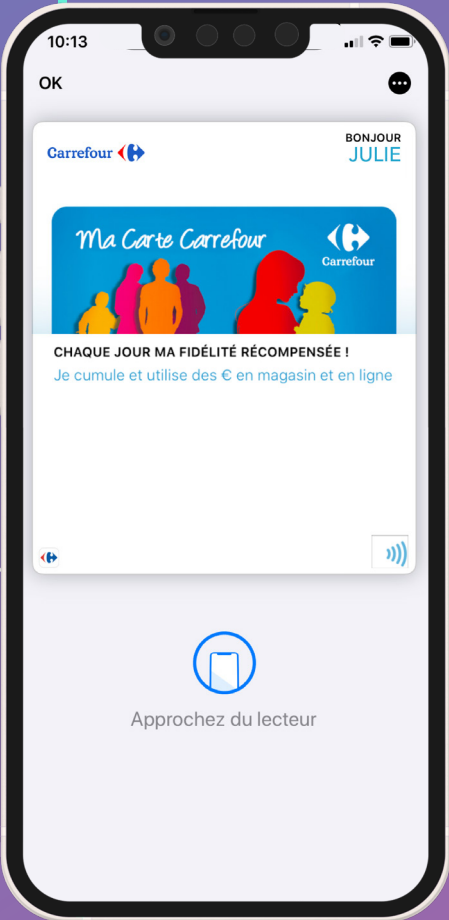 10:13
OK
Carrefour
BONJOUR
JULIE
Ma Carte Carrefour
Carrefour
CHAQUE JOUR MA FIDÉLITÉ RÉCOMPENSÉE !
Je cumule et utilise des € en magasin et en ligne
Approchez du lecteur